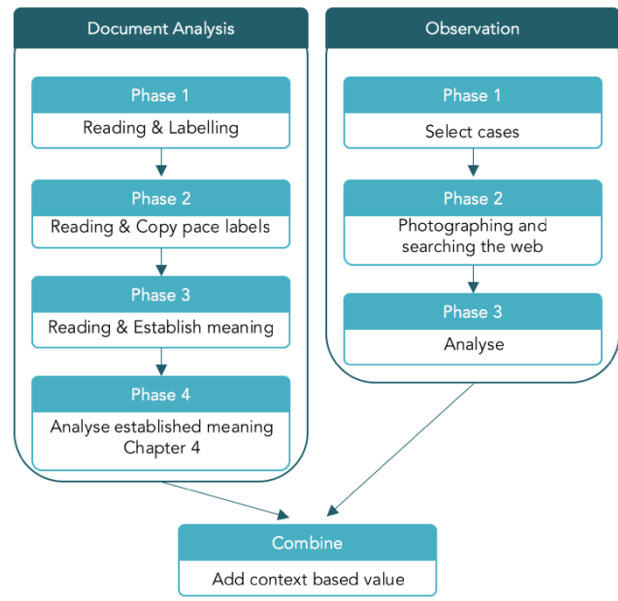 Document Analysis
Phase 1
Reading & Labelling
Phase 2
Reading & Copy pace labels
Phase 3
Reading & Establish meaning
Phase 4
Analyse established meaning
Chapter 4
Observation
Phase 1
Select cases
Phase 2
Photographing and
searching the web
Phase 3
Analyse
Combine
Add context based value